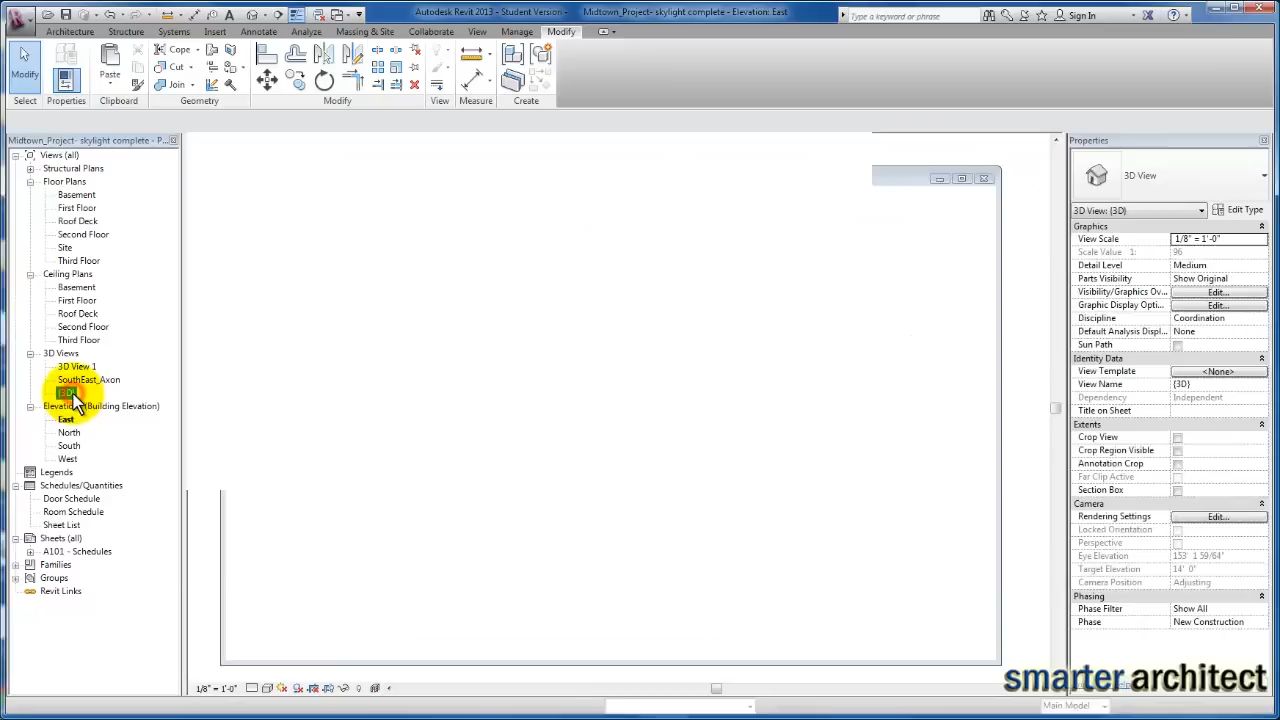 Autodesk Revit 2013 - Student Version - Midtown_Project- skylight complete - Elevation: East
Type a keyword or phrase
Sign In
Architecture Structure Systems Insert Annotate Analyze Massing & Site Collaborate View Manage Modify
Modify
Paste
Cope
Cut
Join
Select Properties Clipboard Geometry Modify View Measure Create
Midtown_Project- skylight complete - P...
Views (all)
Structural Plans
Floor Plans
Basement
First Floor
Roof Deck
Second Floor
Site
Third Floor
Ceiling Plans
Basement
First Floor
Roof Deck
Second Floor
Third Floor
3D Views
3D View 1
SouthEast_Axon
{3D}
Elevations (Building Elevation)
East
North
South
West
Legends
Schedules/Quantities
Door Schedule
Room Schedule
Sheet List
Sheets (all)
A101 - Schedules
Families
Groups
Revit Links
Properties
3D View
3D View: {3D} Edit Type
Graphics
View Scale 1/8" = 1'-0"
Scale Value 1: 96
Detail Level Medium
Parts Visibility Show Original
Visibility/Graphics Ov... Edit...
Graphic Display Opti... Edit...
Discipline Coordination
Default Analysis Displ... None
Sun Path
Identity Data
View Template <None>
View Name {3D}
Dependency Independent
Title on Sheet
Extents
Crop View
Crop Region Visible
Annotation Crop
Far Clip Active
Section Box
Camera
Rendering Settings Edit...
Locked Orientation
Perspective
Eye Elevation 153' 1 59/64"
Target Elevation 14' 0"
Camera Position Adjusting
Phasing
Phase Filter Show All
Phase New Construction
smarter architect
1/8" = 1'-0"
Main Model